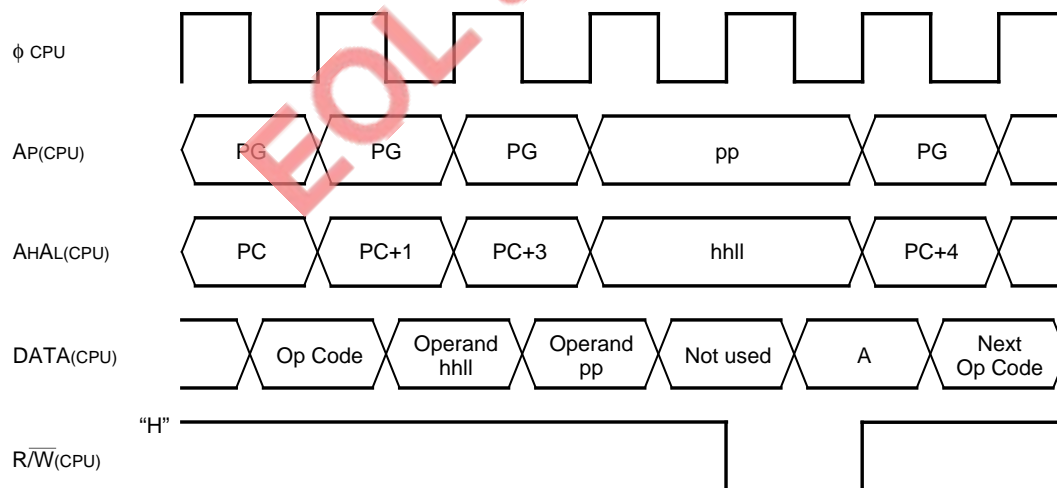 EOL
ϕ CPU
AP(CPU)
PG
PG
PG
pp
PG
AHAL(CPU)
PC
PC+1
PC+3
hhll
PC+4
DATA(CPU)
Op Code
Operand
hhll
Operand
pp
Not used
A
Next
Op Code
“H”
R/W̅(CPU)